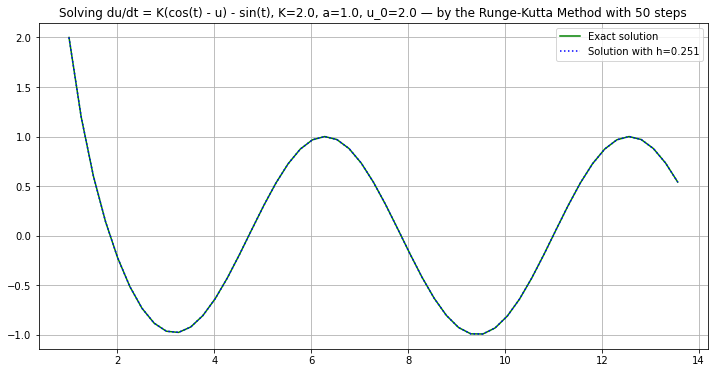 Solving du/dt = K(cos(t) - u) - sin(t), K=2.0, a=1.0, u_0=2.0 — by the Runge-Kutta Method with 50 steps
Exact solution
Solution with h=0.251
2.0
1.5
1.0
0.5
0.0
−0.5
−1.0
2 4 6 8 10 12 14